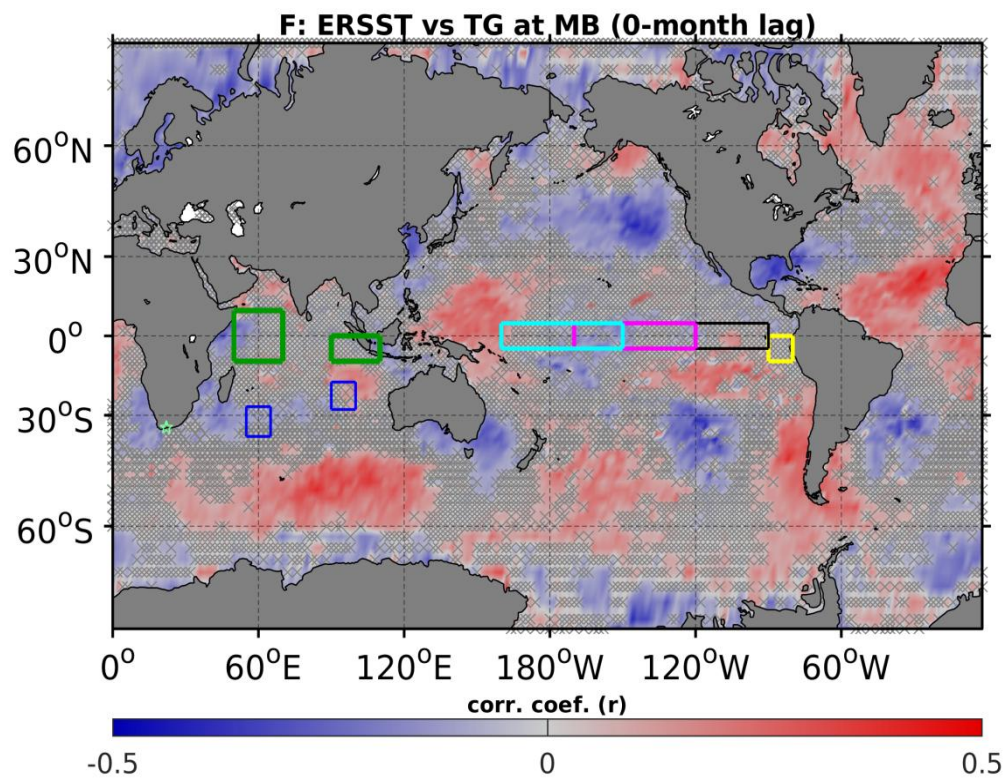 F: ERSST vs TG at MB (0-month lag)
60°N
30°N
0°
30°S
60°S
0° 60°E 120°E 180°W 120°W 60°W
corr. coef. (r)
-0.5 0 0.5